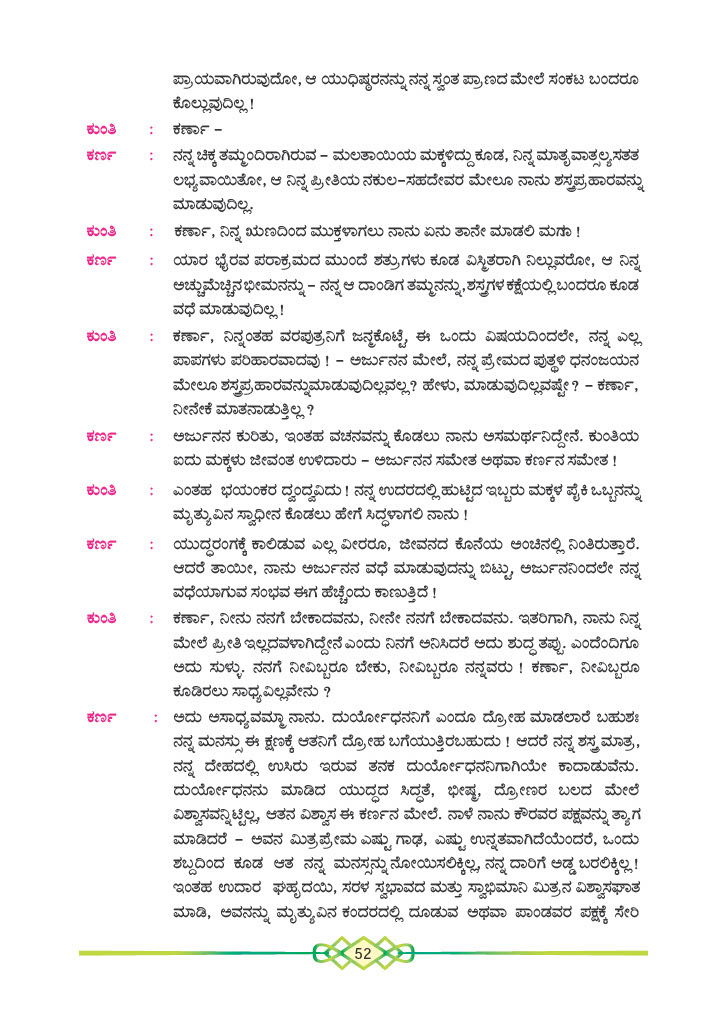 ಪ್ರಾಯವಾಗಿರುವುದೋ, ಆ ಯುಧಿಷ್ಠರನನ್ನು ನನ್ನ ಸ್ವಂತ ಪ್ರಾಣದ ಮೇಲೆ ಸಂಕಟ ಬಂದರೂ
ಕೊಲ್ಲುವುದಿಲ್ಲ !
ಕುಂತಿ : ಕರ್ಣಾ –
ಕರ್ಣ : ನನ್ನ ಚಿಕ್ಕ ತಮ್ಮಂದಿರಾಗಿರುವ – ಮಲತಾಯಿಯ ಮಕ್ಕಳಿದ್ದು ಕೂಡ, ನಿನ್ನ ಮಾತೃವಾತ್ಸಲ್ಯ ಸತತ
ಲಭ್ಯವಾಯಿತೋ, ಆ ನಿನ್ನ ಪ್ರೀತಿಯ ನಕುಲ–ಸಹದೇವರ ಮೇಲೂ ನಾನು ಶಸ್ತ್ರಪ್ರಹಾರವನ್ನು
ಮಾಡುವುದಿಲ್ಲ.
ಕುಂತಿ : ಕರ್ಣಾ, ನಿನ್ನ ಋಣದಿಂದ ಮುಕ್ತಳಾಗಲು ನಾನು ಏನು ತಾನೇ ಮಾಡಲಿ ಮಗಾ !
ಕರ್ಣ : ಯಾರ ಭೈರವ ಪರಾಕ್ರಮದ ಮುಂದೆ ಶತ್ರುಗಳು ಕೂಡ ವಿಸ್ಮಿತರಾಗಿ ನಿಲ್ಲುವರೋ, ಆ ನಿನ್ನ
ಅಚ್ಚುಮೆಚ್ಚಿನ ಭೀಮನನ್ನು – ನನ್ನ ಆ ದಾಂಡಿಗ ತಮ್ಮನನ್ನು ,ಶಸ್ತ್ರಗಳ ಕಕ್ಷೆಯಲ್ಲಿ ಬಂದರೂ ಕೂಡ
ವಧೆ ಮಾಡುವುದಿಲ್ಲ !
ಕುಂತಿ : ಕರ್ಣಾ, ನಿನ್ನಂತಹ ವರಪುತ್ರನಿಗೆ ಜನ್ಮಕೊಟ್ಟೆ, ಈ ಒಂದು ವಿಷಯದಿಂದಲೇ, ನನ್ನ ಎಲ್ಲ
ಪಾಪಗಳು ಪರಿಹಾರವಾದವು ! – ಅರ್ಜುನನ ಮೇಲೆ, ನನ್ನ ಪ್ರೇಮದ ಪುತ್ಥಳಿ ಧನಂಜಯನ
ಮೇಲೂ ಶಸ್ತ್ರಪ್ರಹಾರವನ್ನುಮಾಡುವುದಿಲ್ಲವಲ್ಲ ? ಹೇಳು, ಮಾಡುವುದಿಲ್ಲವಷ್ಟೇ ? – ಕರ್ಣಾ,
ನೀನೇಕೆ ಮಾತನಾಡುತ್ತಿಲ್ಲ ?
ಕರ್ಣ : ಅರ್ಜುನನ ಕುರಿತು, ಇಂತಹ ವಚನವನ್ನು ಕೊಡಲು ನಾನು ಅಸಮರ್ಥನಿದ್ದೇನೆ. ಕುಂತಿಯ
ಐದು ಮಕ್ಕಳು ಜೀವಂತ ಉಳಿದಾರು – ಅರ್ಜುನನ ಸಮೇತ ಅಥವಾ ಕರ್ಣನ ಸಮೇತ !
ಕುಂತಿ : ಎಂತಹ ಭಯಂಕರ ದ್ವಂದ್ವವಿದು ! ನನ್ನ ಉದರದಲ್ಲಿ ಹುಟ್ಟಿದ ಇಬ್ಬರು ಮಕ್ಕಳ ಪೈಕಿ ಒಬ್ಬನನ್ನು
ಮೃತ್ಯುವಿನ ಸ್ವಾಧೀನ ಕೊಡಲು ಹೇಗೆ ಸಿದ್ಧಳಾಗಲಿ ನಾನು !
ಕರ್ಣ : ಯುದ್ಧರಂಗಕ್ಕೆ ಕಾಲಿಡುವ ಎಲ್ಲ ವೀರರೂ, ಜೀವನದ ಕೊನೆಯ ಅಂಚಿನಲ್ಲಿ ನಿಂತಿರುತ್ತಾರೆ.
ಆದರೆ ತಾಯೀ, ನಾನು ಅರ್ಜುನನ ವಧೆ ಮಾಡುವುದನ್ನು ಬಿಟ್ಟು, ಅರ್ಜುನನಿಂದಲೇ ನನ್ನ
ವಧೆಯಾಗುವ ಸಂಭವ ಈಗ ಹೆಚ್ಚೆಂದು ಕಾಣುತ್ತಿದೆ !
ಕುಂತಿ : ಕರ್ಣಾ, ನೀನು ನನಗೆ ಬೇಕಾದವನು, ನೀನೇ ನನಗೆ ಬೇಕಾದವನು. ಇತರಿಗಾಗಿ, ನಾನು ನಿನ್ನ
ಮೇಲೆ ಪ್ರೀತಿ ಇಲ್ಲದವಳಾಗಿದ್ದೇನೆ ಎಂದು ನಿನಗೆ ಅನಿಸಿದರೆ ಅದು ಶುದ್ಧ ತಪ್ಪು. ಎಂದೆಂದಿಗೂ
ಅದು ಸುಳ್ಳು. ನನಗೆ ನೀವಿಬ್ಬರೂ ಬೇಕು, ನೀವಿಬ್ಬರೂ ನನ್ನವರು ! ಕರ್ಣಾ, ನೀವಿಬ್ಬರೂ
ಕೂಡಿರಲು ಸಾಧ್ಯವಿಲ್ಲವೇನು ?
ಕರ್ಣ : ಅದು ಅಸಾಧ್ಯವಮ್ಮಾ ನಾನು. ದುರ್ಯೋಧನನಿಗೆ ಎಂದೂ ದ್ರೋಹ ಮಾಡಲಾರೆ ಬಹುಶಃ
ನನ್ನ ಮನಸ್ಸು ಈ ಕ್ಷಣಕ್ಕೆ ಆತನಿಗೆ ದ್ರೋಹ ಬಗೆಯುತ್ತಿರಬಹುದು ! ಆದರೆ ನನ್ನ ಶಸ್ತ್ರ ಮಾತ್ರ,
ನನ್ನ ದೇಹದಲ್ಲಿ ಉಸಿರು ಇರುವ ತನಕ ದುರ್ಯೋಧನನಿಗಾಗಿಯೇ ಕಾದಾಡುವೆನು.
ದುರ್ಯೋಧನನು ಮಾಡಿದ ಯುದ್ಧದ ಸಿದ್ಧತೆ, ಭೀಷ್ಮ, ದ್ರೋಣರ ಬಲದ ಮೇಲೆ
ವಿಶ್ವಾಸವನ್ನಿಟ್ಟಿಲ್ಲ, ಆತನ ವಿಶ್ವಾಸ ಈ ಕರ್ಣನ ಮೇಲೆ. ನಾಳೆ ನಾನು ಕೌರವರ ಪಕ್ಷವನ್ನು ತ್ಯಾಗ
ಮಾಡಿದರೆ – ಅವನ ಮಿತ್ರಪ್ರೇಮ ಎಷ್ಟು ಗಾಢ, ಎಷ್ಟು ಉನ್ನತವಾಗಿದೆಯೆಂದರೆ, ಒಂದು
ಶಬ್ದದಿಂದ ಕೂಡ ಆತ ನನ್ನ ಮನಸ್ಸನ್ನು ನೋಯಿಸಲಿಕ್ಕಿಲ್ಲ, ನನ್ನ ದಾರಿಗೆ ಅಡ್ಡ ಬರಲಿಕ್ಕಿಲ್ಲ !
ಇಂತಹ ಉದಾರ ಘಹೃದಯಿ, ಸರಳ ಸ್ವಭಾವದ ಮತ್ತು ಸ್ವಾಭಿಮಾನಿ ಮಿತ್ರನ ವಿಶ್ವಾಸಘಾತ
ಮಾಡಿ, ಅವನನ್ನು ಮೃತ್ಯುವಿನ ಕಂದರದಲ್ಲಿ ದೂಡುವ ಅಥವಾ ಪಾಂಡವರ ಪಕ್ಷಕ್ಕೆ ಸೇರಿ
52